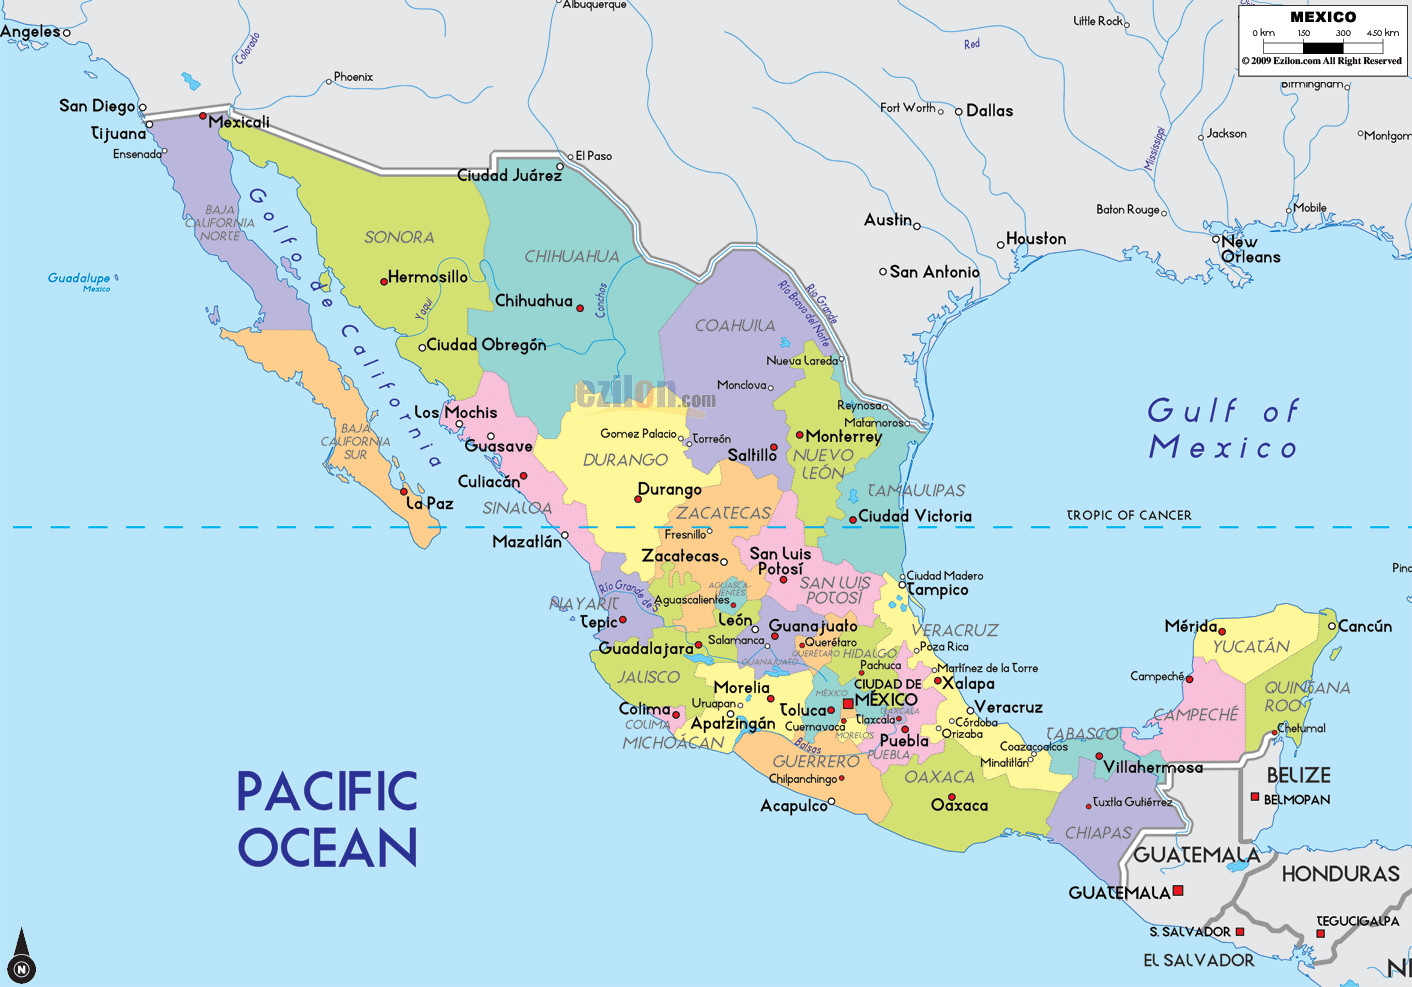 Albuquerque
Angeles
Little Rock
MEXICO
0 km 150 300 450 km
© 2009 Ezilon.com All Right Reserved
Colorado
Red
Phoenix
Birmingham
San Diego
Fort Worth
Dallas
Mexicali
Tijuana
Jackson
Montgom
Mississippi
Ensenada
El Paso
Ciudad Juárez
BAJA
CALIFORNIA
NORTE
Golfo de California
Baton Rouge
Mobile
Austin
SONORA
Houston
New
Orleans
CHIHUAHUA
San Antonio
Guadalupe
Mexico
Hermosillo
Chihuahua
Conchos
Yaqui
Río Grande
Río Bravo del Norte
COAHUILA
Ciudad Obregón
Nueva Laredo
Monclova
ezilon.com
Reynosa
Matamoros
Los Mochis
Gulf of
Mexico
BAJA
CALIFORNIA
SUR
Guasave
Gomez Palacio
Torreón
Monterrey
Saltillo
NUEVO
LEÓN
DURANGO
Culiacán
Durango
TAMAULIPAS
La Paz
SINALOA
ZACATECAS
Ciudad Victoria
TROPIC OF CANCER
Fresnillo
Mazatlán
Zacatecas
San Luis
Potosí
SAN LUIS
POTOSÍ
Ciudad Madero
Tampico
Pin
Río Grande de S
AGUASCA-
LIENTES
Aguascalientes
NAYARIT
Tepic
León
Guanajuato
VERACRUZ
Mérida
Cancún
YUCATÁN
Salamanca
Querétaro
QUERÉTARO
HIDALGO
Poza Rica
Guadalajara
GUANAJUATO
Pachuca
Martínez de la Torre
JALISCO
Morelia
MÉXICO
CIUDAD DE
MÉXICO
Xalapa
Campeché
QUINTANA
ROO
Uruapan
Toluca
TLAXCALA
Veracruz
Colima
COLIMA
Apatzingán
Cuernavaca
Tlaxcala
Córdoba
Orizaba
CAMPECHÉ
Chetumal
MICHOÁCAN
MORELOS
Puebla
PUEBLA
TABASCO
Balsas
Coazacoalcos
Minatitlán
Villahermosa
GUERRERO
Chilpanchingo
OAXACA
BELIZE
BELMOPAN
Acapulco
Oaxaca
Tuxtla Gutiérrez
CHIAPAS
PACIFIC
OCEAN
GUATEMALA
HONDURAS
GUATEMALA
TEGUCIGALPA
S. SALVADOR
EL SALVADOR
NI
N